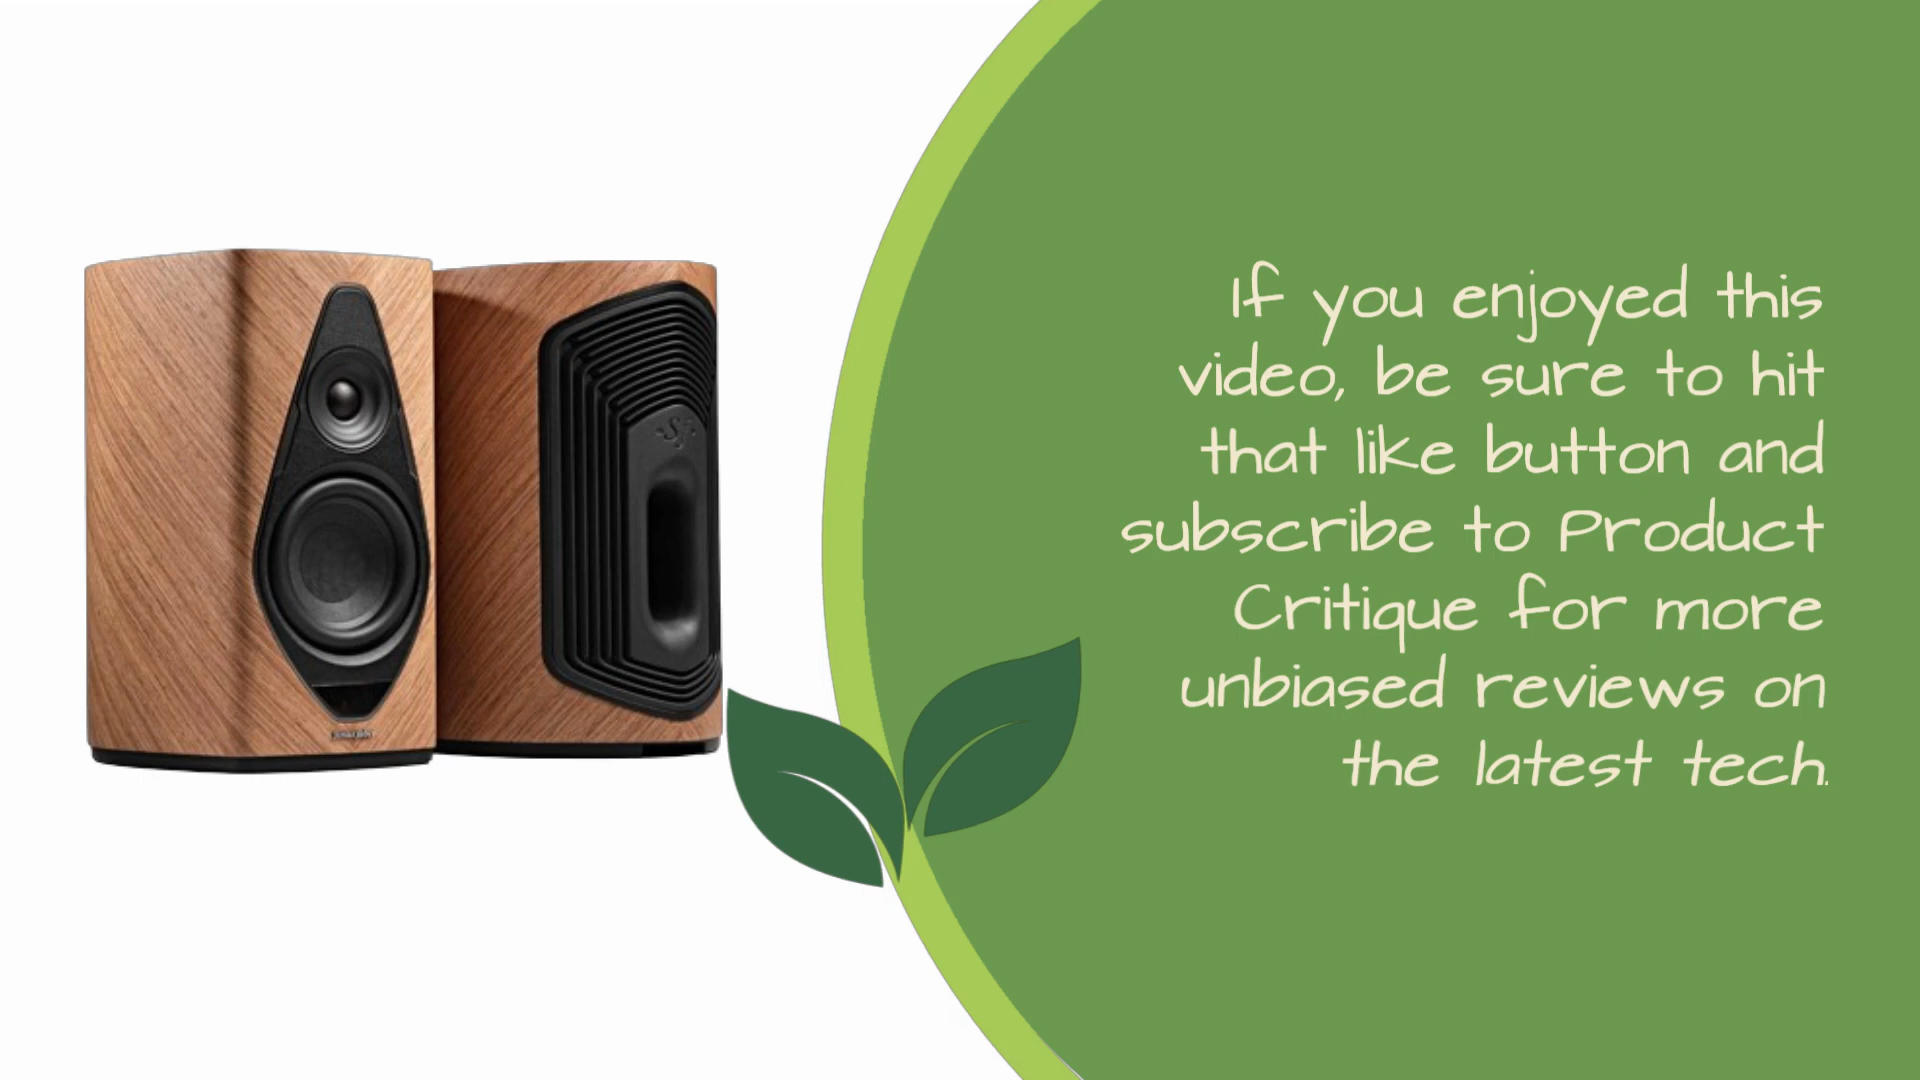 If you enjoyed this
video, be sure to hit
that like button and
subscribe to Product
Critique for more
unbiased reviews on
the latest tech.